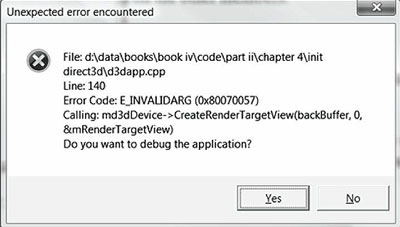 Unexpected error encountered
File: d:\data\books\book iv\code\part ii\chapter 4\init
direct3d\d3dapp.cpp
Line: 140
Error Code: E_INVALIDARG (0x80070057)
Calling: md3dDevice->CreateRenderTargetView(backBuffer, 0,
&mRenderTargetView)
Do you want to debug the application?
Yes No